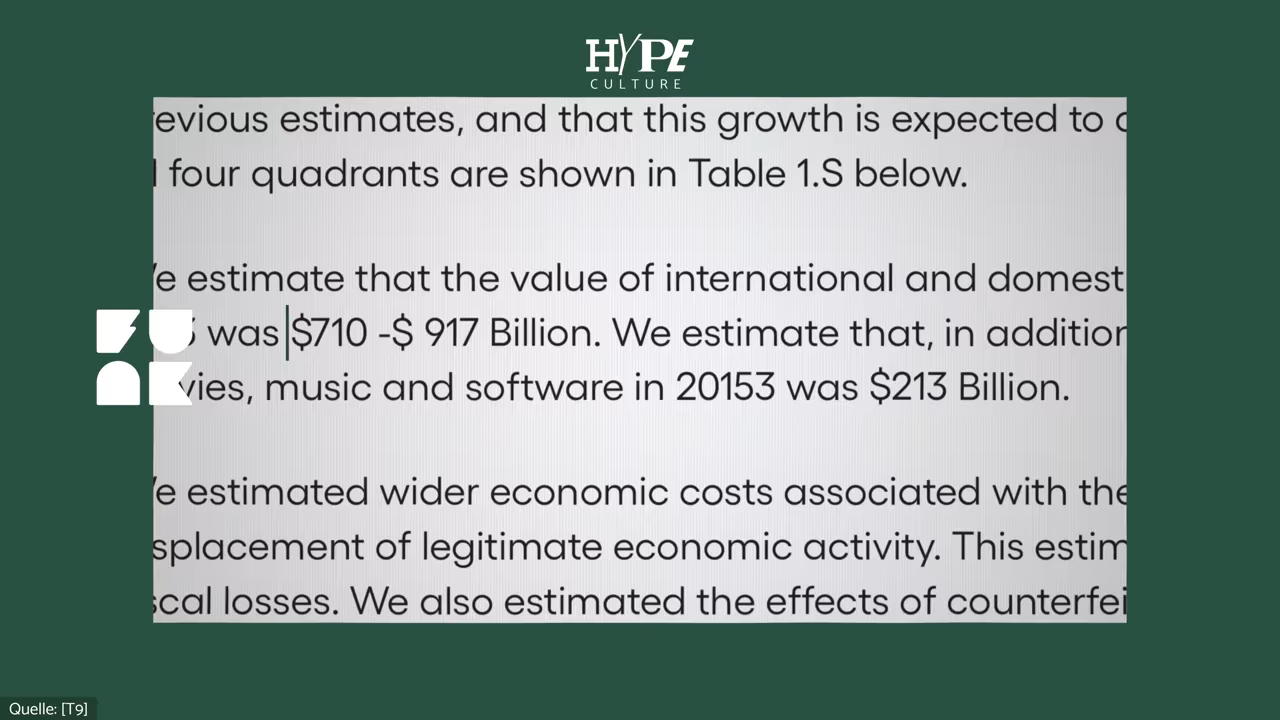 HYPE
CULTURE
evious estimates, and that this growth is expected to
four quadrants are shown in Table 1.S below.
estimate that the value of international and domest
was $710 -$ 917 Billion. We estimate that, in addition
vies, music and software in 20153 was $213 Billion.
estimated wider economic costs associated with the
splacement of legitimate economic activity. This estim
scal losses. We also estimated the effects of counterfei
FUNK
Quelle: [T9]